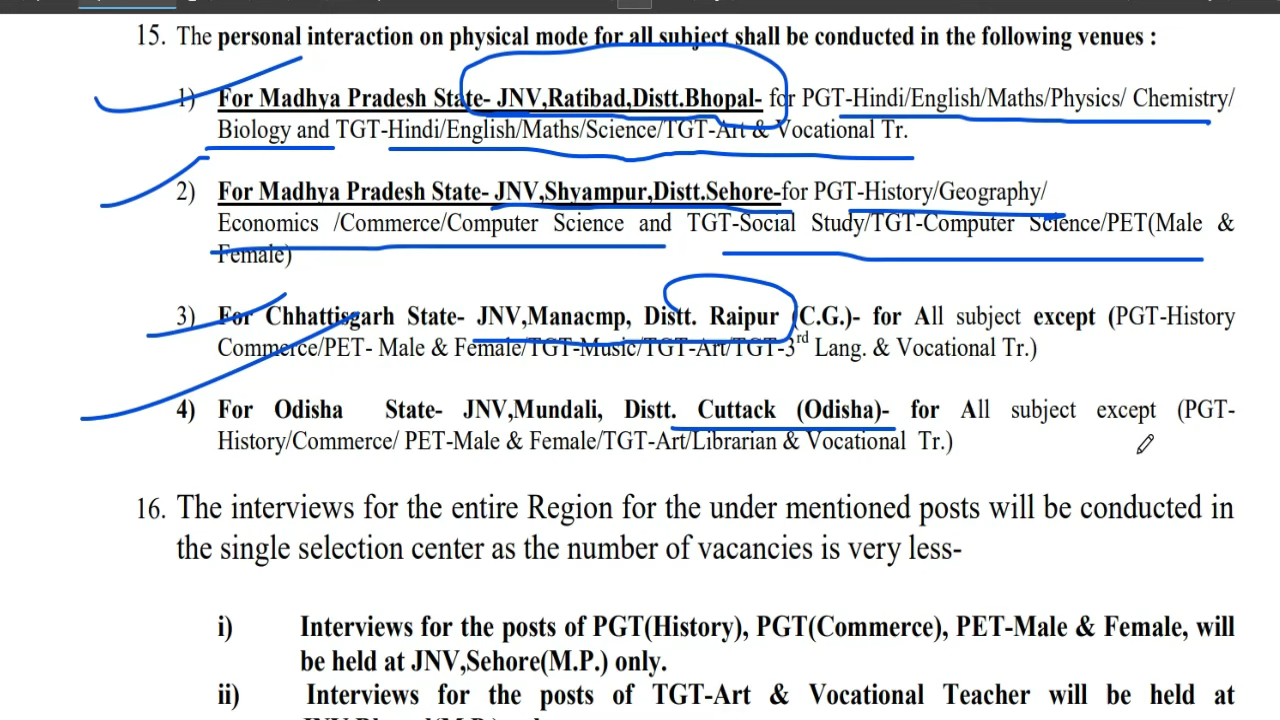 15. The personal interaction on physical mode for all subject shall be conducted in the following venues :
1) For Madhya Pradesh State- JNV,Ratibad,Distt.Bhopal- for PGT-Hindi/English/Maths/Physics/ Chemistry/
Biology and TGT-Hindi/English/Maths/Science/TGT-Art & Vocational Tr.
2) For Madhya Pradesh State- JNV,Shyampur,Distt.Sehore-for PGT-History/Geography/
Economics /Commerce/Computer Science and TGT-Social Study/TGT-Computer Science/PET(Male &
Female)
3) For Chhattisgarh State- JNV,Manacmp, Distt. Raipur (C.G.)- for All subject except (PGT-History
Commerce/PET- Male & Female/TGT-Music/TGT-Art/TGT-3rd Lang. & Vocational Tr.)
4) For Odisha State- JNV,Mundali, Distt. Cuttack (Odisha)- for All subject except (PGT-
History/Commerce/ PET-Male & Female/TGT-Art/Librarian & Vocational Tr.)
16. The interviews for the entire Region for the under mentioned posts will be conducted in
the single selection center as the number of vacancies is very less-
i) Interviews for the posts of PGT(History), PGT(Commerce), PET-Male & Female, will
be held at JNV,Sehore(M.P.) only.
ii) Interviews for the posts of TGT-Art & Vocational Teacher will be held at